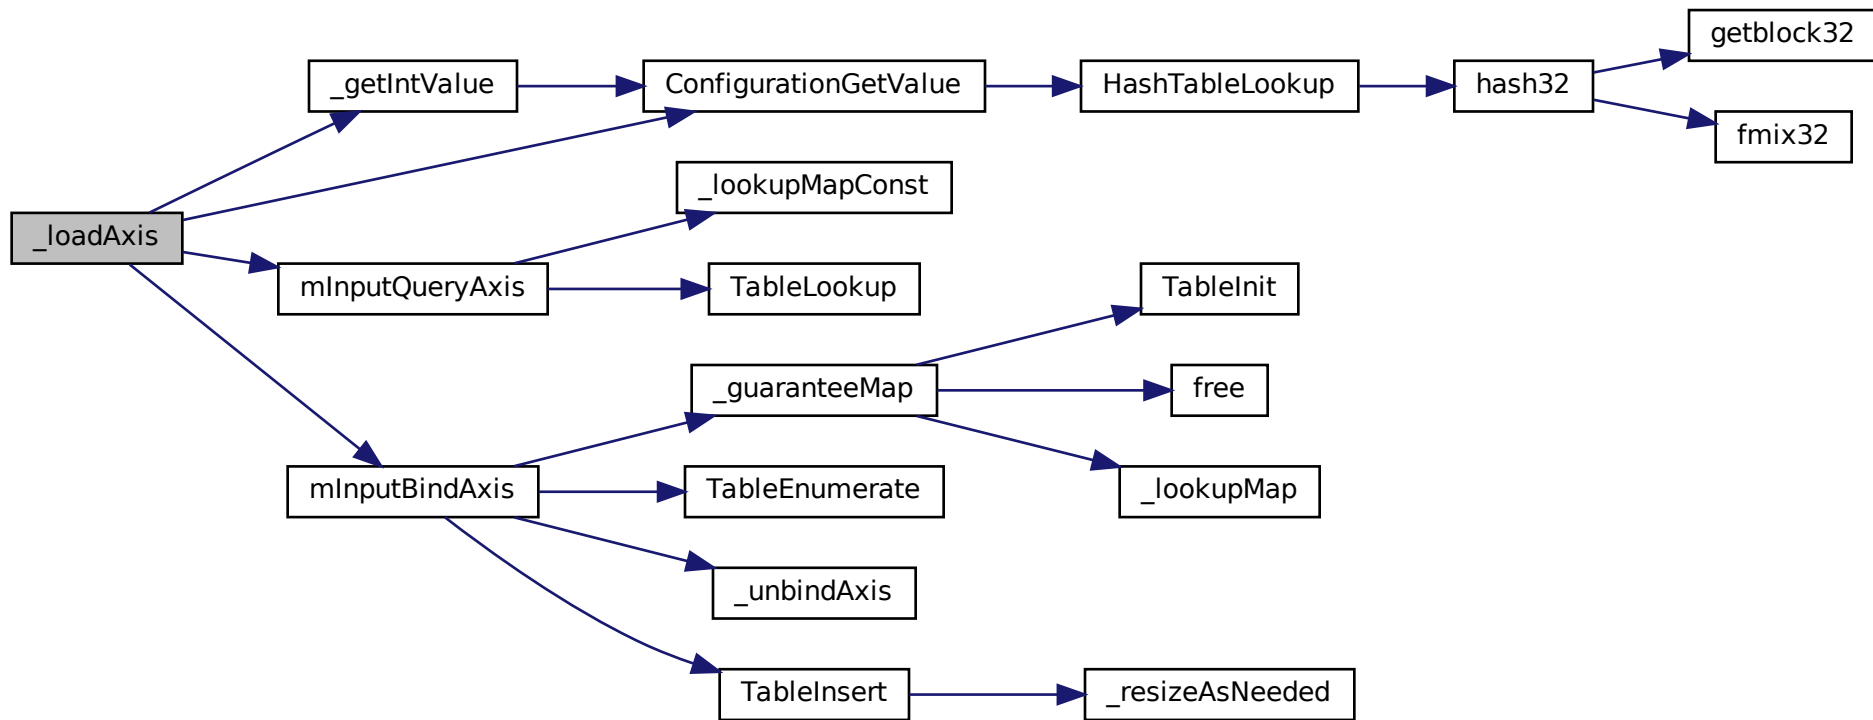 getblock32
_getIntValue
ConfigurationGetValue
HashTableLookup
hash32
fmix32
_lookupMapConst
_loadAxis
mInputQueryAxis
TableLookup
TableInit
_guaranteeMap
free
mInputBindAxis
TableEnumerate
_lookupMap
_unbindAxis
TableInsert
_resizeAsNeeded